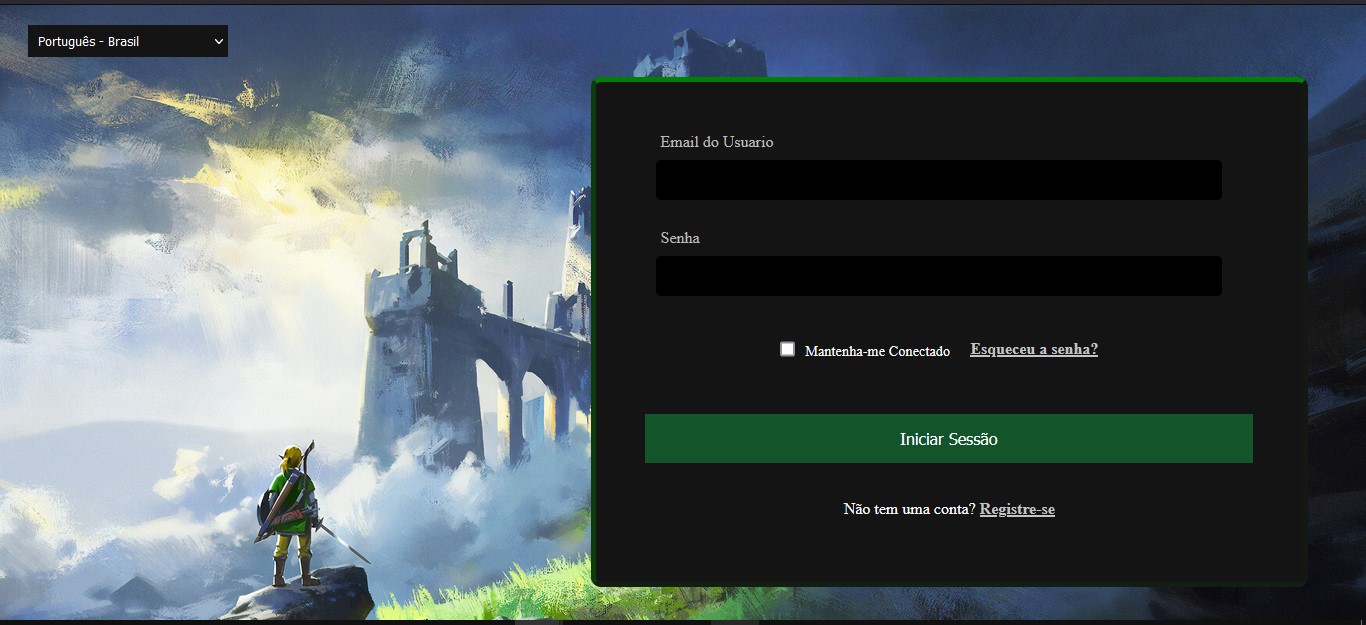 Português - Brasil
Email do Usuario
Senha
Mantenha-me Conectado Esqueceu a senha?
Iniciar Sessão
Não tem uma conta? Registre-se